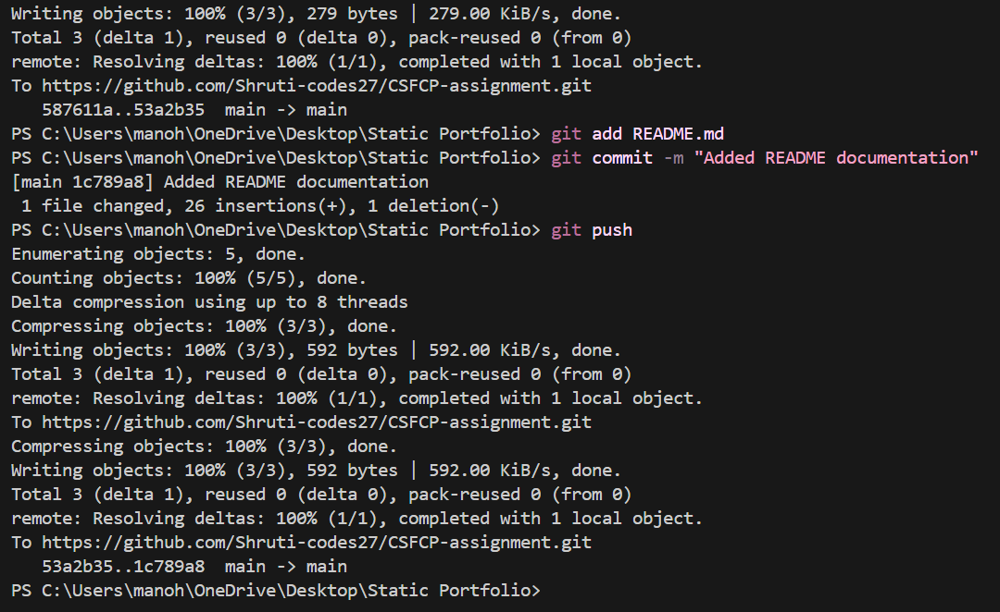 Writing objects: 100% (3/3), 279 bytes | 279.00 KiB/s, done.
Total 3 (delta 1), reused 0 (delta 0), pack-reused 0 (from 0)
remote: Resolving deltas: 100% (1/1), completed with 1 local object.
To https://github.com/Shruti-codes27/CSFCP-assignment.git
   587611a..53a2b35  main -> main
PS C:\Users\manoh\OneDrive\Desktop\Static Portfolio> git add README.md
PS C:\Users\manoh\OneDrive\Desktop\Static Portfolio> git commit -m "Added README documentation"
[main 1c789a8] Added README documentation
 1 file changed, 26 insertions(+), 1 deletion(-)
PS C:\Users\manoh\OneDrive\Desktop\Static Portfolio> git push
Enumerating objects: 5, done.
Counting objects: 100% (5/5), done.
Delta compression using up to 8 threads
Compressing objects: 100% (3/3), done.
Writing objects: 100% (3/3), 592 bytes | 592.00 KiB/s, done.
Total 3 (delta 1), reused 0 (delta 0), pack-reused 0 (from 0)
remote: Resolving deltas: 100% (1/1), completed with 1 local object.
To https://github.com/Shruti-codes27/CSFCP-assignment.git
Compressing objects: 100% (3/3), done.
Writing objects: 100% (3/3), 592 bytes | 592.00 KiB/s, done.
Total 3 (delta 1), reused 0 (delta 0), pack-reused 0 (from 0)
remote: Resolving deltas: 100% (1/1), completed with 1 local object.
To https://github.com/Shruti-codes27/CSFCP-assignment.git
   53a2b35..1c789a8  main -> main
PS C:\Users\manoh\OneDrive\Desktop\Static Portfolio>